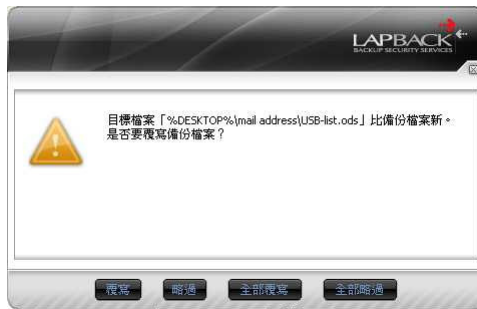 LAPBACK
BACKUP SECURITY SERVICES
目標檔案「%DESKTOP%\mail address\USB-list.ods」比備份檔案新。
是否要覆寫備份檔案？
覆寫
略過
全部覆寫
全部略過